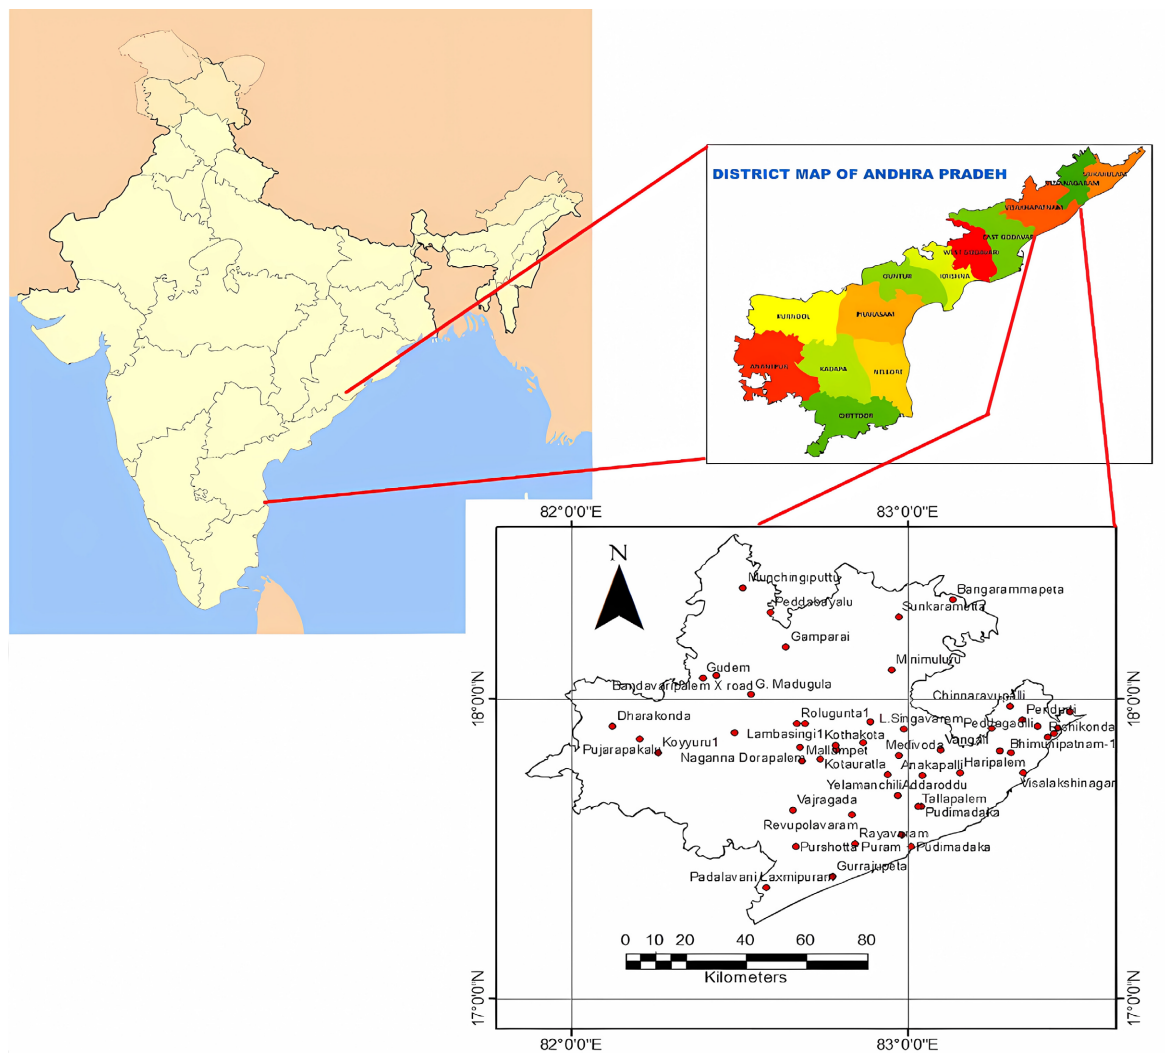 DISTRICT MAP OF ANDHRA PRADEH
SRIKAKULAM
VIZIANAGARAM
VISAKHAPATNAM
EAST GODAVARI
WEST GODAVARI
KRISHNA
GUNTUR
PRAKASAM
KURNOOL
ANANTPUR
KADAPA
NELLORE
CHITTOOR
82°0'0"E
83°0'0"E
N
Munchingiputtu
Peddabayalu
Bangarammapeta
Sunkarametta
Gamparai
Minimuluru
Gudem
Bandavaripalem X road
G. Madugula
18°0'0"N
18°0'0"N
Chinnaravupalli
Pendurti
Dharakonda
Rolugunta1
L.Singavaram
Peddagadili
Rushikonda
Lambasingi1
Kothakota
Koyyuru1
Pujarapakalu
Vangali
Bhimunipatnam-1
Medivoda
Mallampet
Naganna Dorapalem
Kotauratla
Anakapalli
Haripalem
Yelamanchili
Addaroddu
Visalakshinagar
Vajragada
Tallapalem
Pudimadaka
Revupolavaram
Rayavaram
Purshotta Puram
Pudimadaka
Gurrajupeta
Padalavani Laxmipuram
0 10 20 40 60 80
Kilometers
17°0'0"N
17°0'0"N
82°0'0"E
83°0'0"E